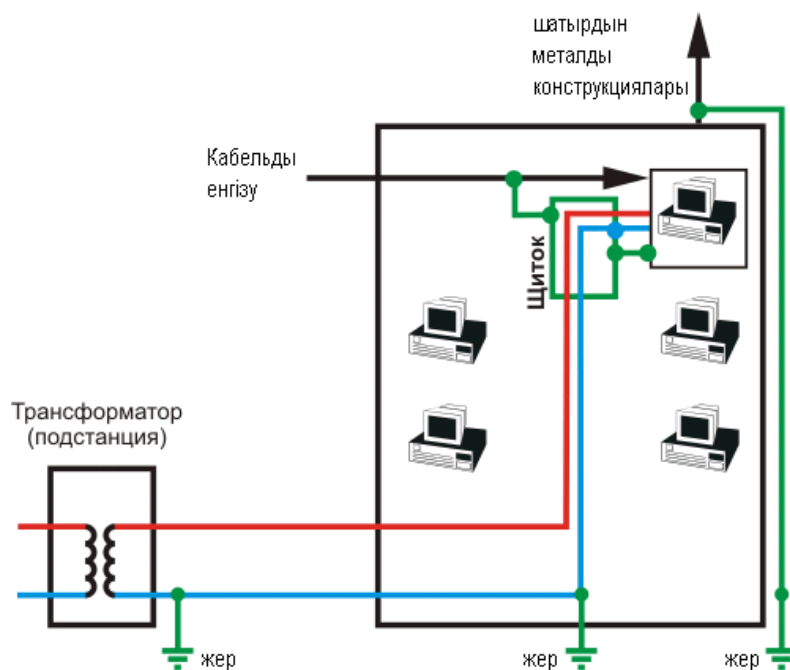 шатырдын
металды
конструкциялары
Кабельды
енгізу
Щиток
Трансформатор
(подстанция)
жер
жер
жер